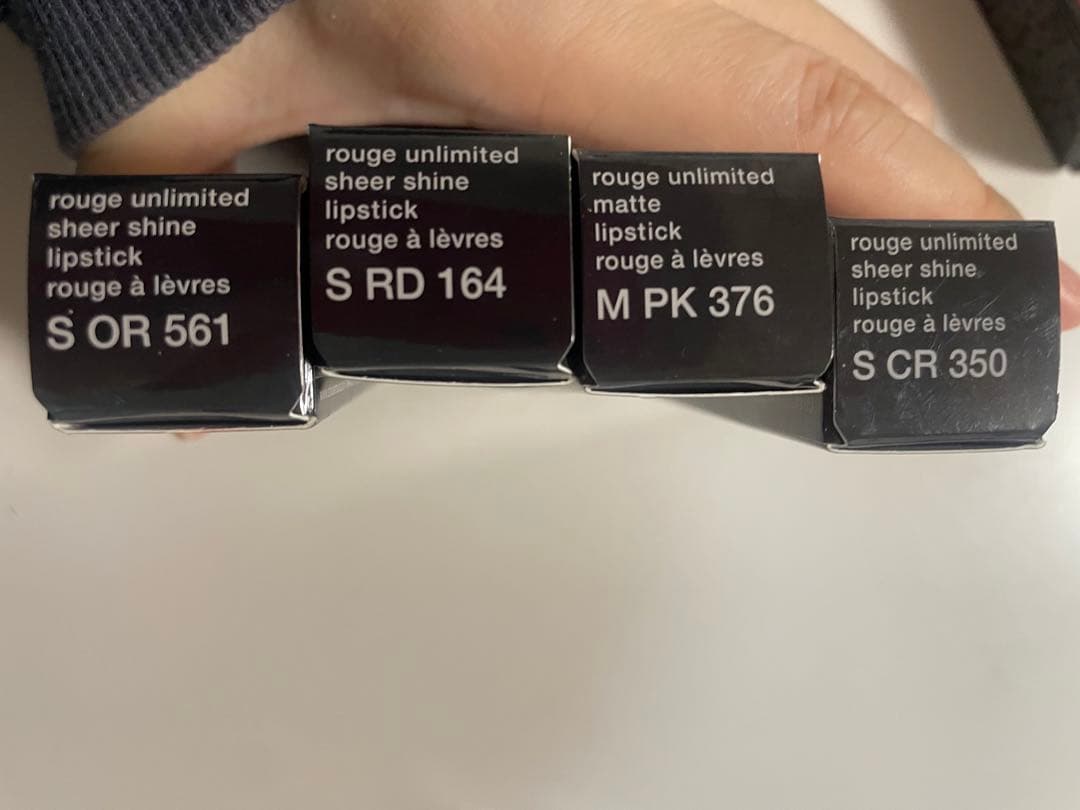 rouge unlimited
sheer shine
lipstick
rouge à lèvres
S OR 561
rouge unlimited
sheer shine
lipstick
rouge à lèvres
S RD 164
rouge unlimited
matte
lipstick
rouge à lèvres
M PK 376
rouge unlimited
sheer shine
lipstick
rouge à lèvres
S CR 350